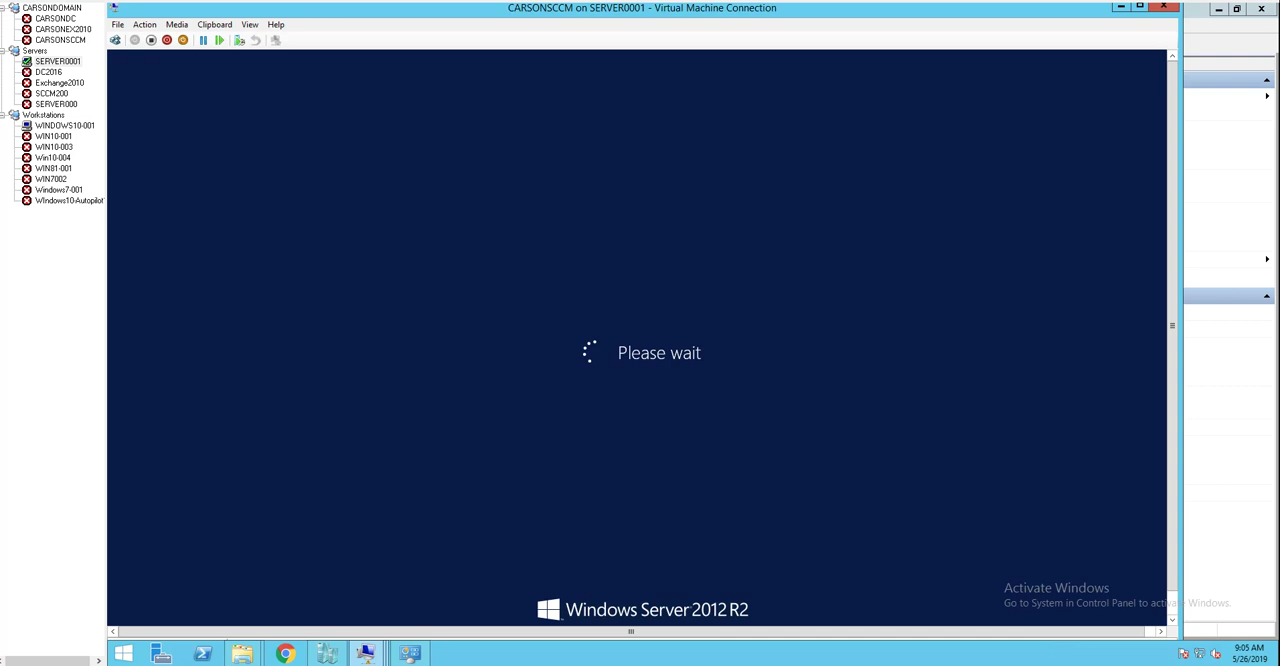 CARSONDOMAIN
CARSONDC
CARSONEX2010
CARSONSCCM
Servers
SERVER0001
DC2016
Exchange2010
SCCM200
SERVER000
Workstations
WINDOWS10-001
WIN10-001
WIN10-003
Win10-004
WIN81-001
WIN7002
Windows7-001
WIndows10-Autopilot
CARSONSCCM on SERVER0001 - Virtual Machine Connection
File Action Media Clipboard View Help
Please wait
Windows Server 2012 R2
Activate Windows
Go to System in Control Panel to activate Windows.
9:05 AM
5/26/2019